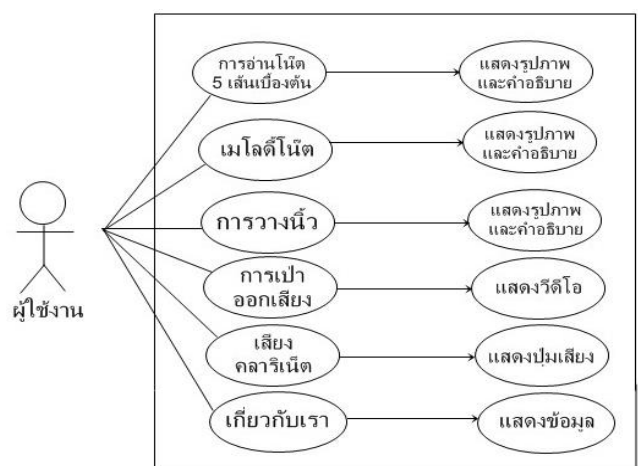 การอ่านโน๊ต
5 เส้นเบื้องต้น
แสดงรูปภาพ
และคำอธิบาย
เมโลดี้โน๊ต
แสดงรูปภาพ
และคำอธิบาย
การวางนิ้ว
แสดงรูปภาพ
และคำอธิบาย
การเป่า
ออกเสียง
แสดงวีดีโอ
ผู้ใช้งาน
เสียง
คลาริเน็ต
แสดงปุ่มเสียง
เกี่ยวกับเรา
แสดงข้อมูล